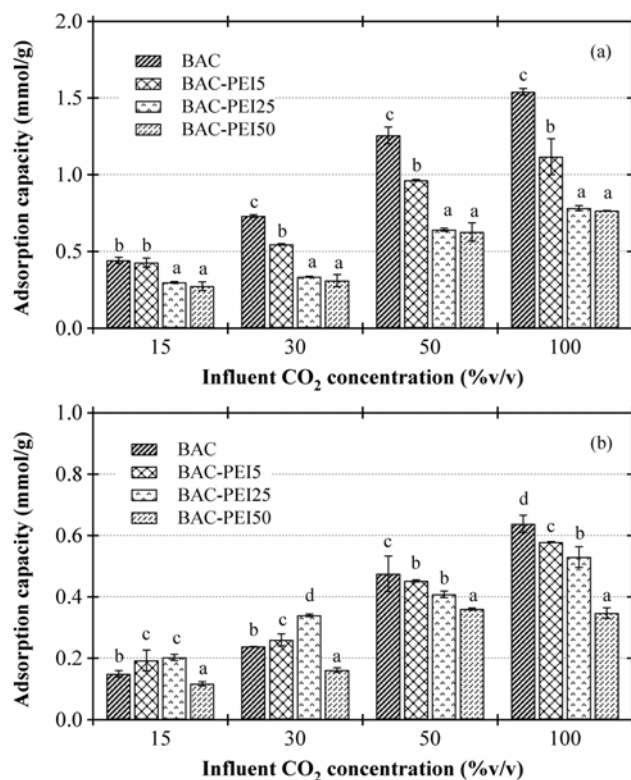 (a)
BAC
BAC-PEI5
BAC-PEI25
BAC-PEI50
Adsorption capacity (mmol/g)
2.0
1.5
1.0
0.5
0.0
b b a a
c b a a
c b a a
c b a a
15 30 50 100
Influent CO₂ concentration (%v/v)
(b)
BAC
BAC-PEI5
BAC-PEI25
BAC-PEI50
Adsorption capacity (mmol/g)
1.0
0.8
0.6
0.4
0.2
0.0
b c c a
b c d a
c b b a
d c b a
15 30 50 100
Influent CO₂ concentration (%v/v)